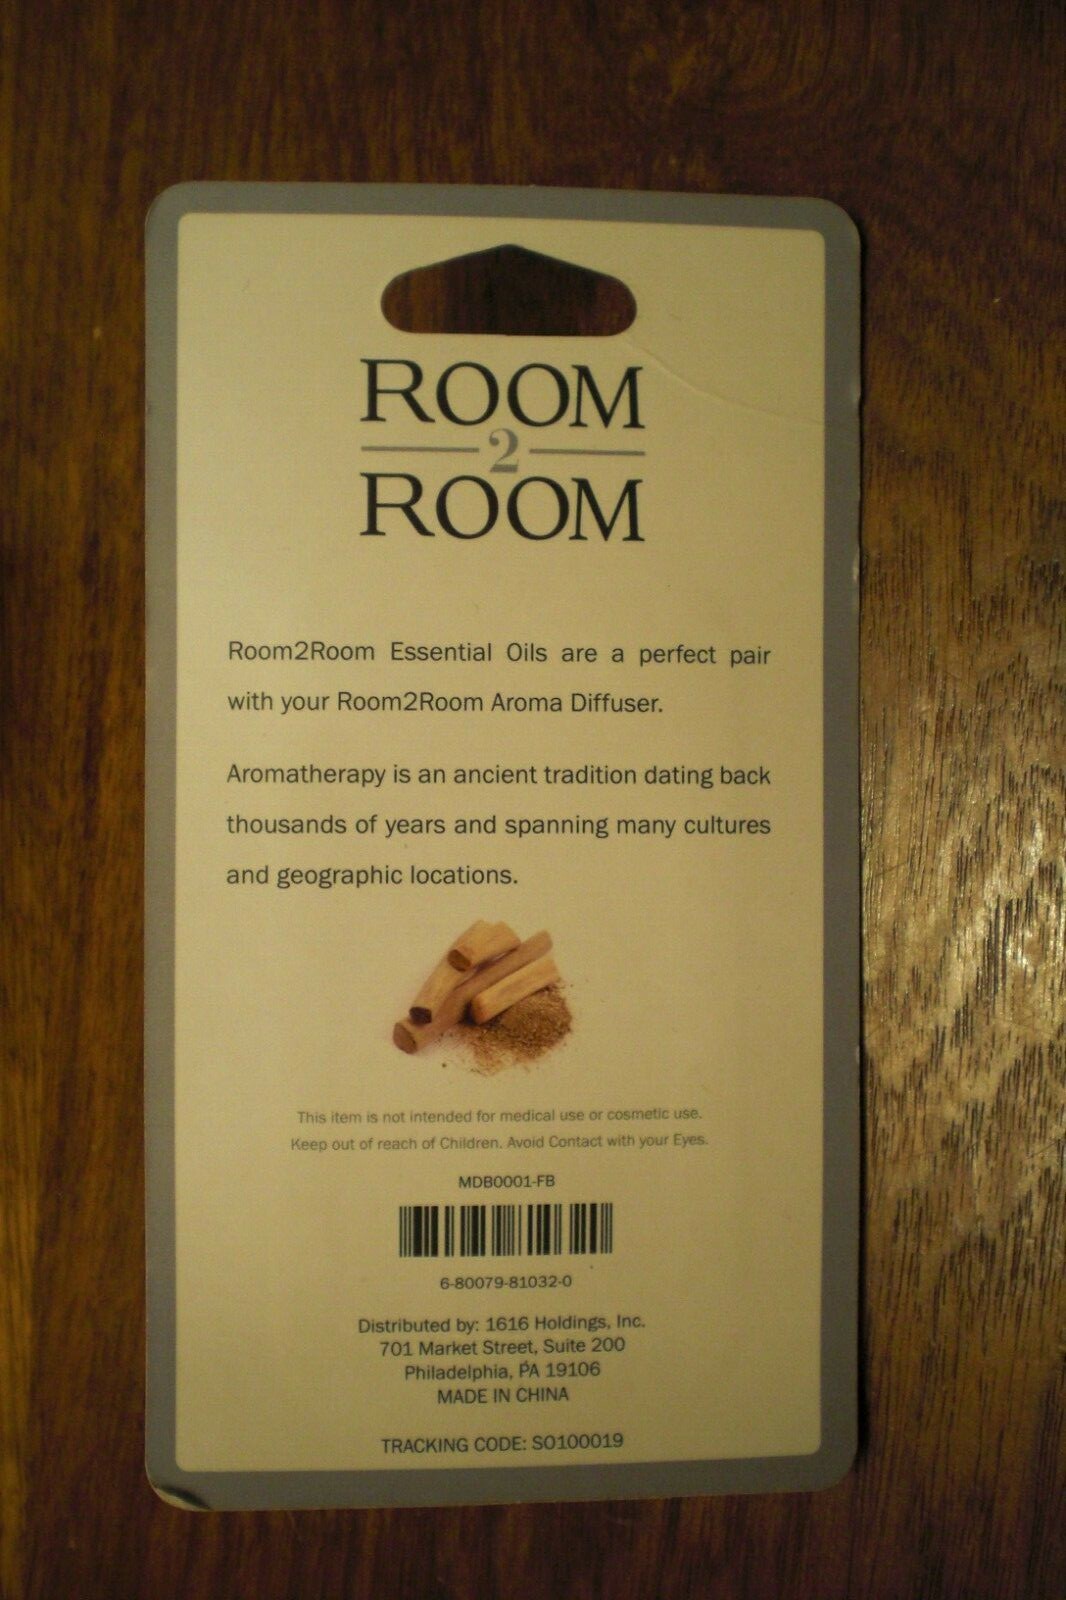 ROOM
2
ROOM
Room2Room Essential Oils are a perfect pair
with your Room2Room Aroma Diffuser.
Aromatherapy is an ancient tradition dating back
thousands of years and spanning many cultures
and geographic locations.
This item is not intended for medical use or cosmetic use.
Keep out of reach of Children. Avoid Contact with your Eyes.
MDB0001-FB
6-80079-81032-0
Distributed by: 1616 Holdings, Inc.
701 Market Street, Suite 200
Philadelphia, PA 19106
MADE IN CHINA
TRACKING CODE: SO100019